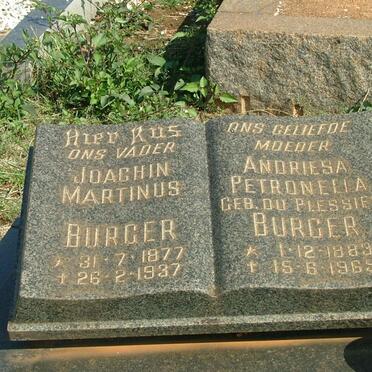 Hier Rus
ons vader
Joachin
Martinus
Burger
* 31-7-1877
† 26-2-1937
ons geliefde
moeder
Andriesa
Petronella
geb. du Plessie
Burger
* 1-12-1883
† 15-6-196